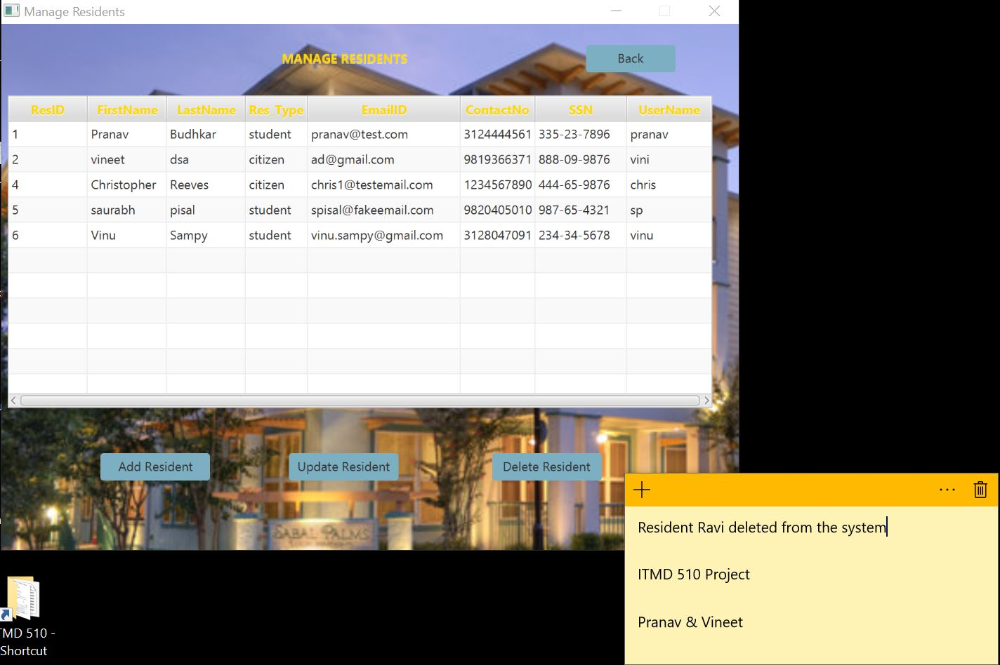 Manage Residents
MANAGE RESIDENTS
Back
ResID FirstName LastName Res_Type EmailID ContactNo SSN UserName
1 Pranav Budhkar student pranav@test.com 3124444561 335-23-7896 pranav
2 vineet dsa citizen ad@gmail.com 9819366371 888-09-9876 vini
4 Christopher Reeves citizen chris1@testemail.com 1234567890 444-65-9876 chris
5 saurabh pisal student spisal@fakeemail.com 9820405010 987-65-4321 sp
6 Vinu Sampy student vinu.sampy@gmail.com 3128047091 234-34-5678 vinu
Add Resident Update Resident Delete Resident
SABAL PALMS
Resident Ravi deleted from the system
ITMD 510 Project
Pranav & Vineet
TMD 510 -
Shortcut